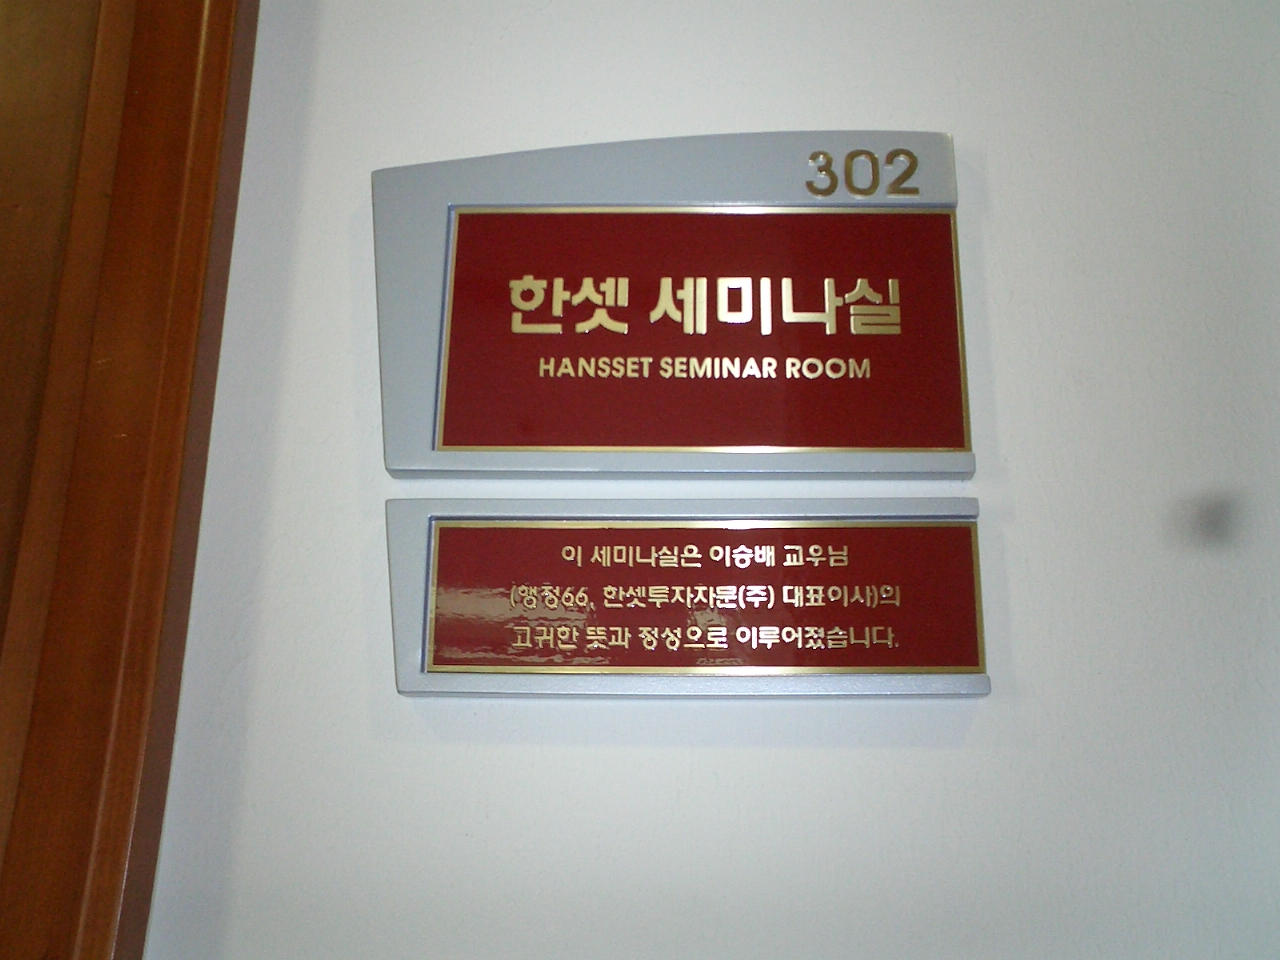 302
한셋 세미나실
HANSSET SEMINAR ROOM
이 세미나실은 이승배 교우님
(행정66, 한셋투자자문(주) 대표이사)의
고귀한 뜻과 정성으로 이루어졌습니다.